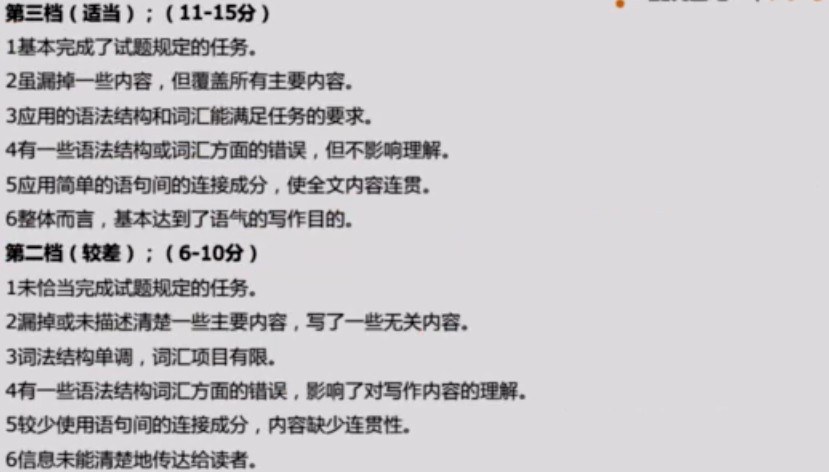 第三档（适当）；（11-15分）
1基本完成了试题规定的任务。
2虽漏掉一些内容，但覆盖所有主要内容。
3应用的语法结构和词汇能满足任务的要求。
4有一些语法结构或词汇方面的错误，但不影响理解。
5应用简单的语句间的连接成分，使全文内容连贯。
6整体而言，基本达到了语气的写作目的。
第二档（较差）；（6-10分）
1未恰当完成试题规定的任务。
2漏掉或未描述清楚一些主要内容，写了一些无关内容。
3词法结构单调，词汇项目有限。
4有一些语法结构词汇方面的错误，影响了对写作内容的理解。
5较少使用语句间的连接成分，内容缺少连贯性。
6信息未能清楚地传达给读者。